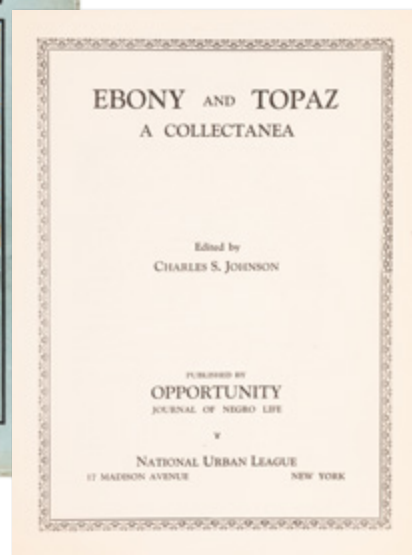 EBONY AND TOPAZ
A COLLECTANEA
Edited by
CHARLES S. JOHNSON
PUBLISHED BY
OPPORTUNITY
JOURNAL OF NEGRO LIFE
NATIONAL URBAN LEAGUE
17 MADISON AVENUE NEW YORK